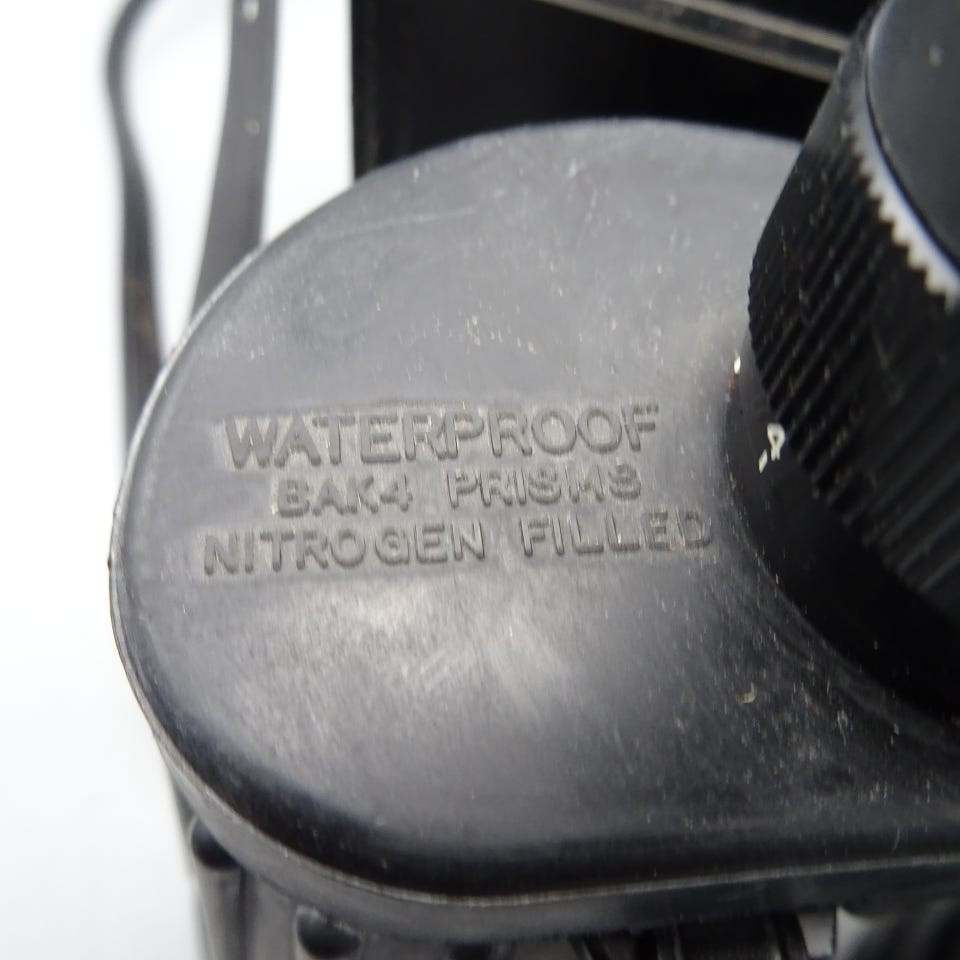 WATERPROOF
BAK4 PRISMS
NITROGEN FILLED